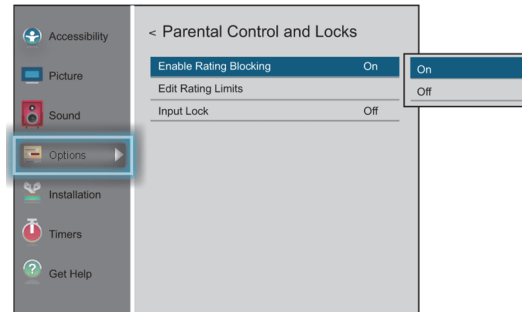 Accessibility
Picture
Sound
Options
Installation
Timers
Get Help
< Parental Control and Locks
Enable Rating Blocking On
Edit Rating Limits
Input Lock Off
On
Off